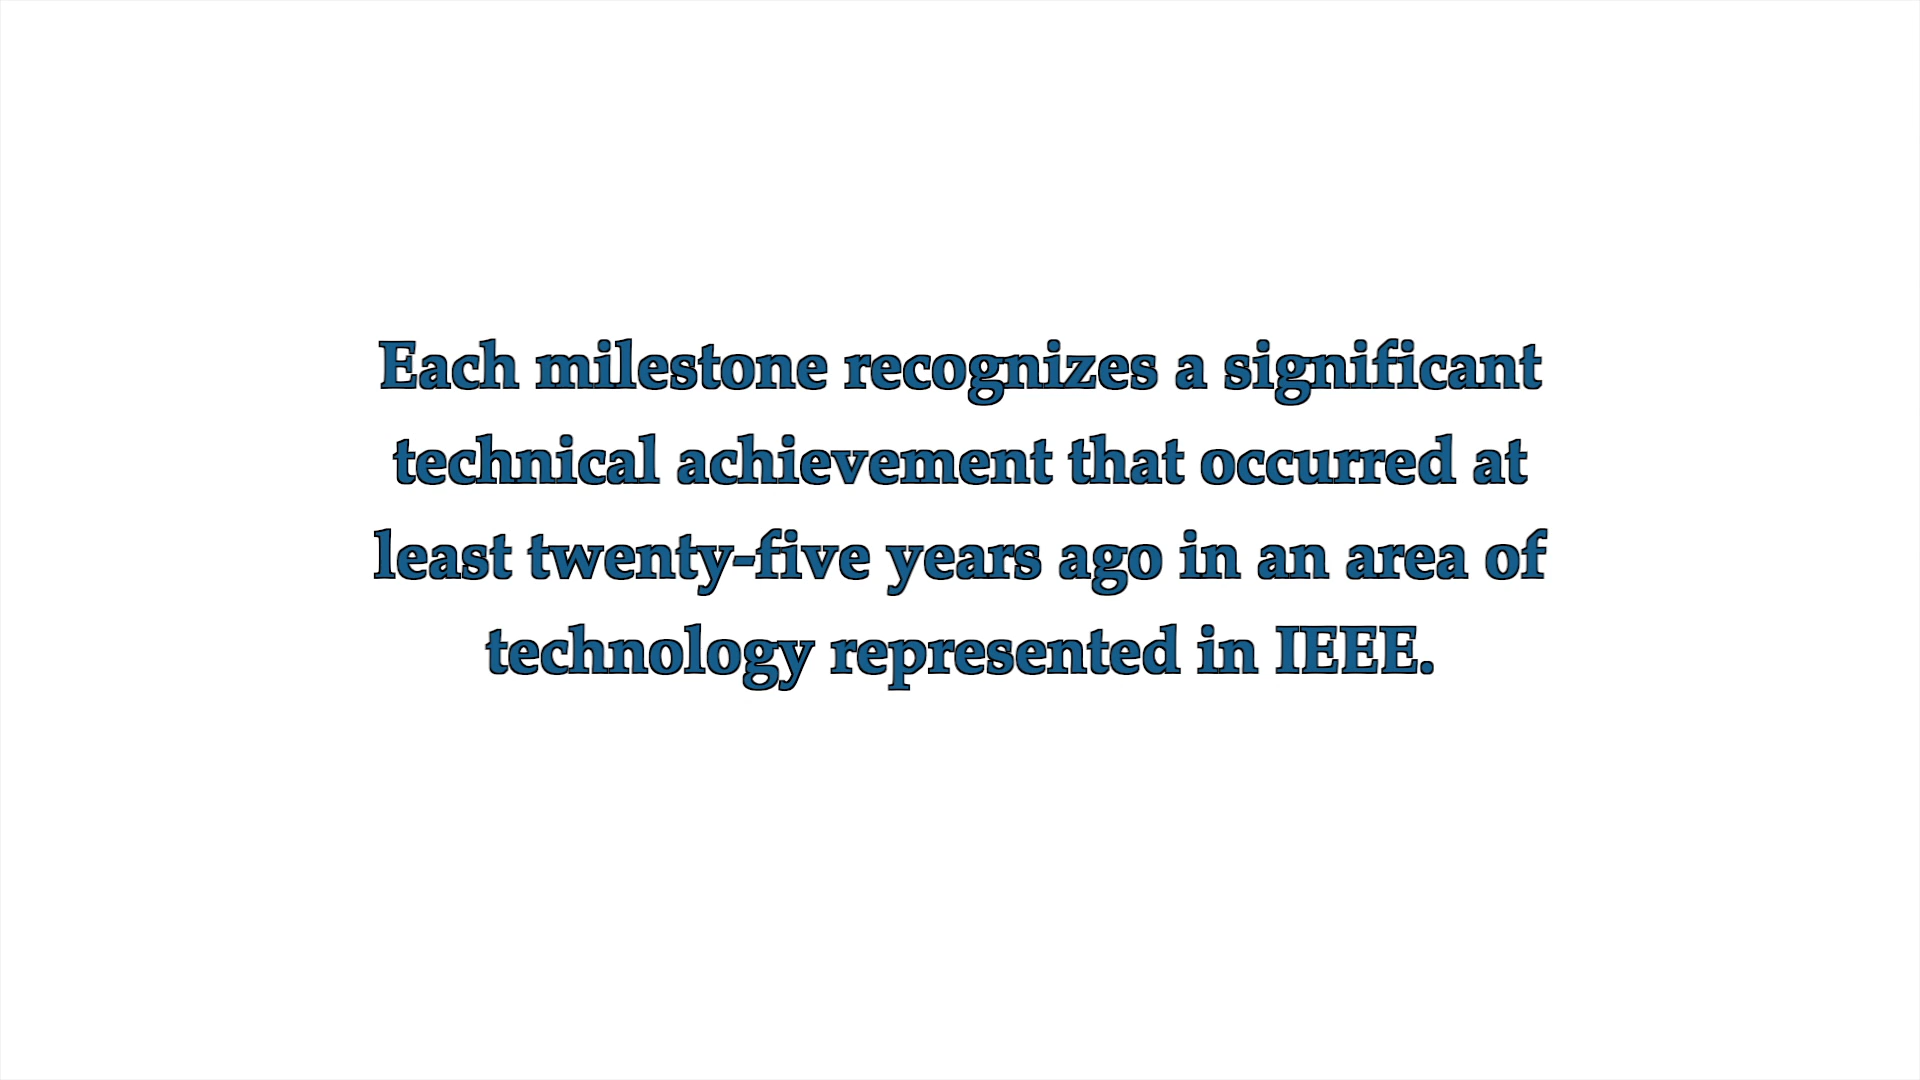 Each milestone recognizes a significant
technical achievement that occurred at
least twenty-five years ago in an area of
technology represented in IEEE.